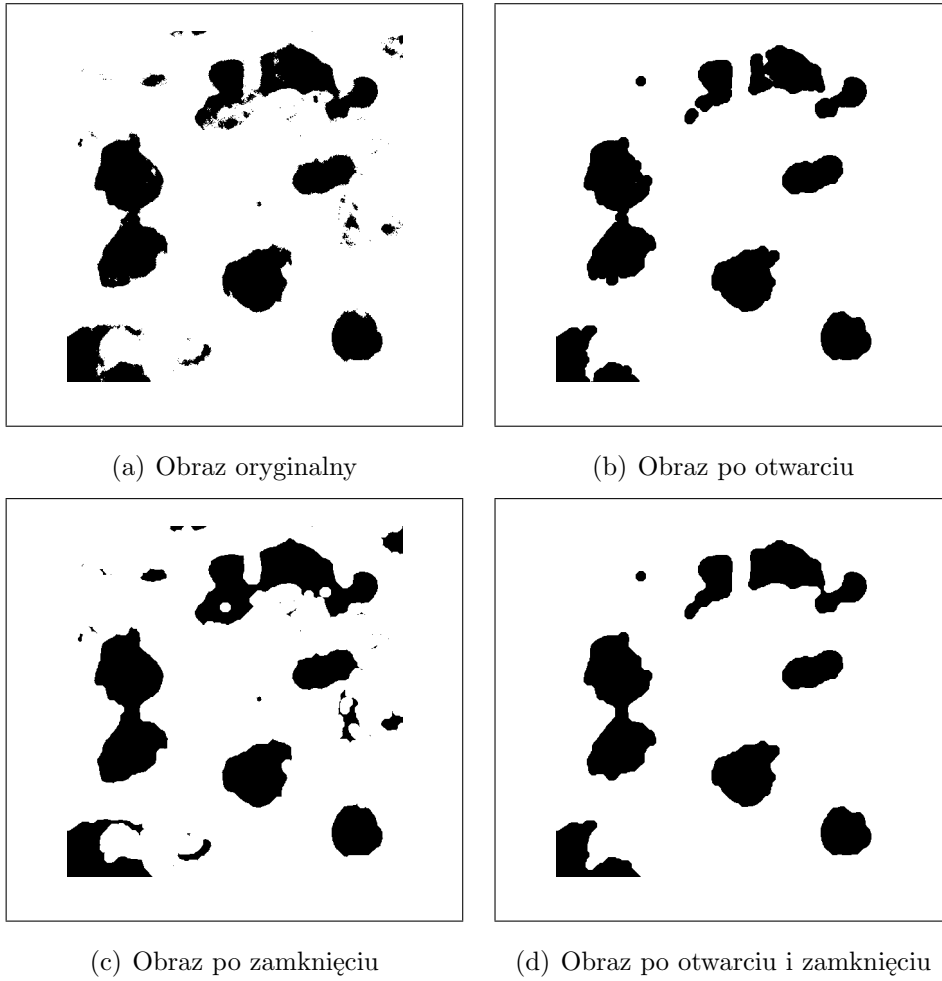 (a) Obraz oryginalny
(b) Obraz po otwarciu
(c) Obraz po zamknięciu
(d) Obraz po otwarciu i zamknięciu